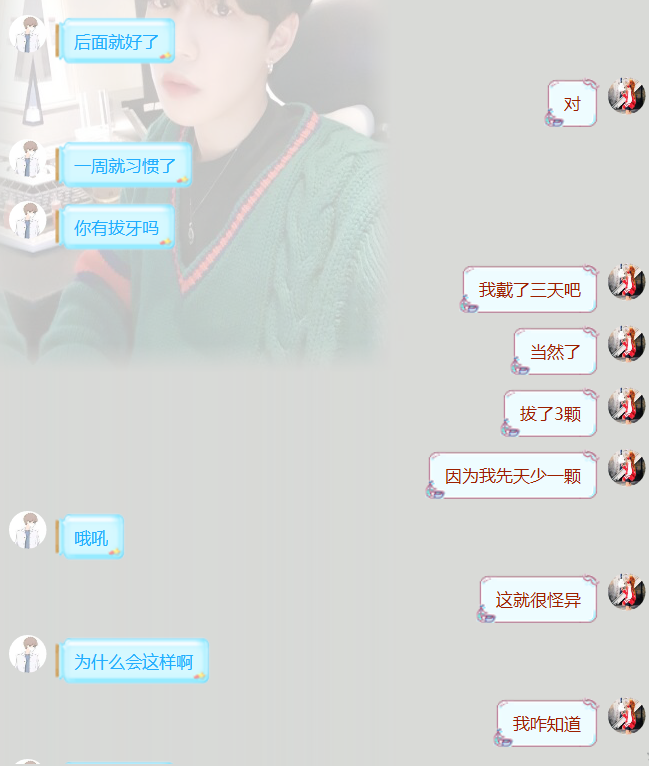 后面就好了
对
一周就习惯了
你有拔牙吗
我戴了三天吧
当然了
拔了3颗
因为我先天少一颗
哦吼
这就很怪异
为什么会这样啊
我咋知道